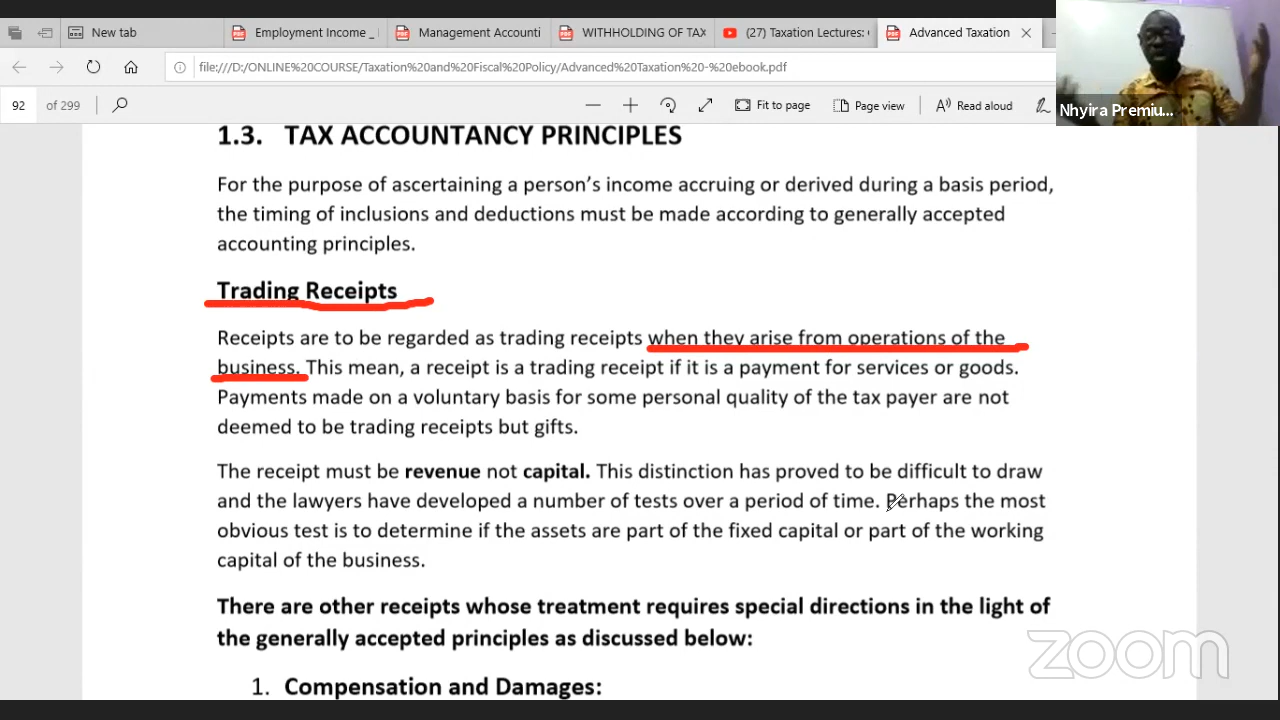 New tab
Employment Income _
Management Accounti
WITHHOLDING OF TAX
(27) Taxation Lectures:
Advanced Taxation
file:///D:/ONLINE%20COURSE/Taxation%20and%20Fiscal%20Policy/Advanced%20Taxation%20-%20ebook.pdf
92 of 299
Fit to page
Page view
Read aloud
Nhyira Premiu...
1.3. TAX ACCOUNTANCY PRINCIPLES
For the purpose of ascertaining a person’s income accruing or derived during a basis period,
the timing of inclusions and deductions must be made according to generally accepted
accounting principles.
Trading Receipts
Receipts are to be regarded as trading receipts when they arise from operations of the
business. This mean, a receipt is a trading receipt if it is a payment for services or goods.
Payments made on a voluntary basis for some personal quality of the tax payer are not
deemed to be trading receipts but gifts.
The receipt must be revenue not capital. This distinction has proved to be difficult to draw
and the lawyers have developed a number of tests over a period of time. Perhaps the most
obvious test is to determine if the assets are part of the fixed capital or part of the working
capital of the business.
There are other receipts whose treatment requires special directions in the light of
the generally accepted principles as discussed below:
zoom
1. Compensation and Damages: